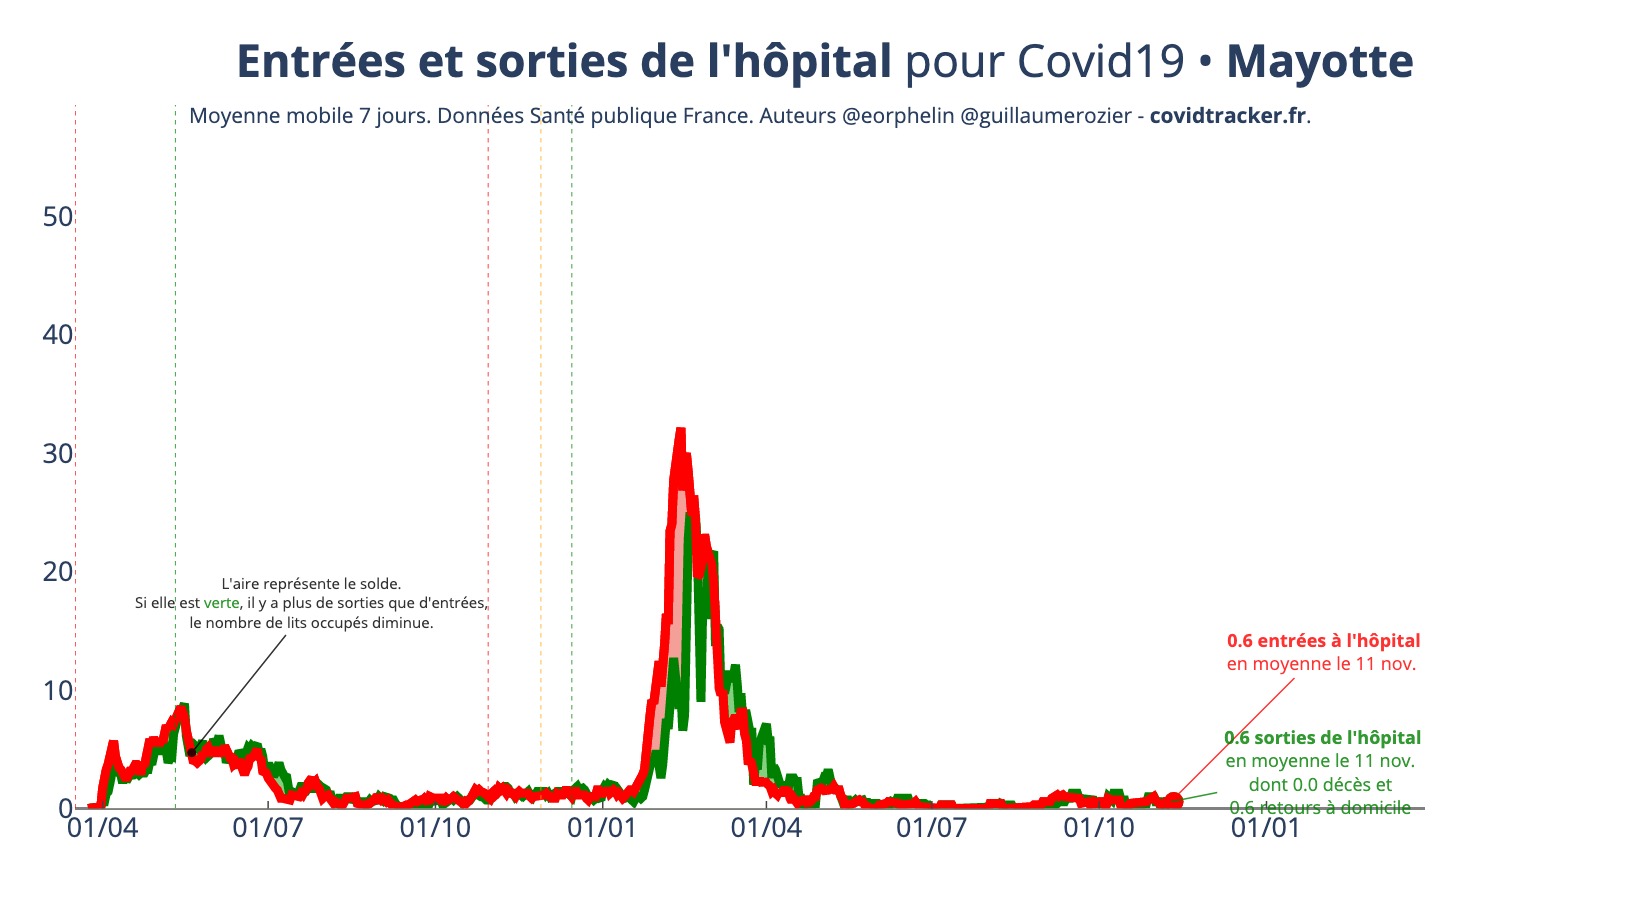 Entrées et sorties de l'hôpital pour Covid19 • Mayotte
Moyenne mobile 7 jours. Données Santé publique France. Auteurs @eorphelin @guillaumerozier - covidtracker.fr.
50
40
30
20
10
0
L'aire représente le solde.
Si elle est verte, il y a plus de sorties que d'entrées,
le nombre de lits occupés diminue.
0.6 entrées à l'hôpital
en moyenne le 11 nov.
0.6 sorties de l'hôpital
en moyenne le 11 nov.
dont 0.0 décès et
0.6 retours à domicile
01/04 01/07 01/10 01/01 01/04 01/07 01/10 01/01